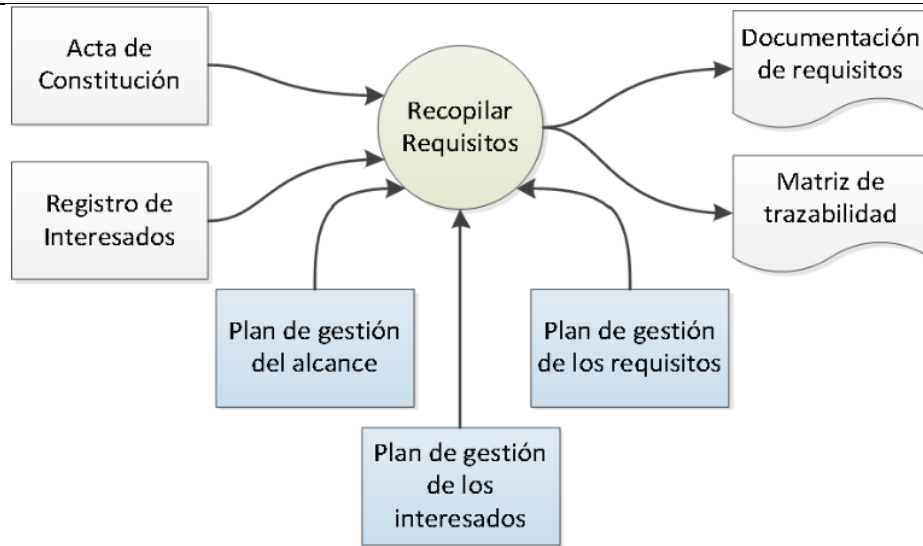 Acta de
Constitución
Recopilar
Requisitos
Documentación
de requisitos
Registro de
Interesados
Matriz de
trazabilidad
Plan de gestión
del alcance
Plan de gestión
de los requisitos
Plan de gestión
de los
interesados